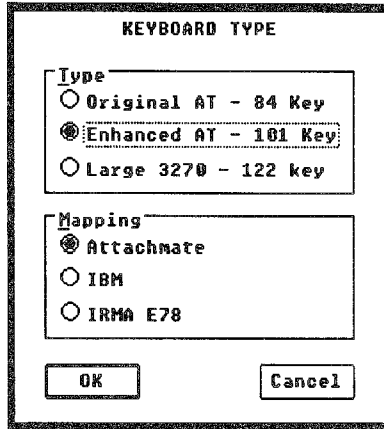 KEYBOARD TYPE
Type
Original AT - 84 Key
Enhanced AT - 101 Key
Large 3270 - 122 key
Mapping
Attachmate
IBM
IRMA E78
OK
Cancel